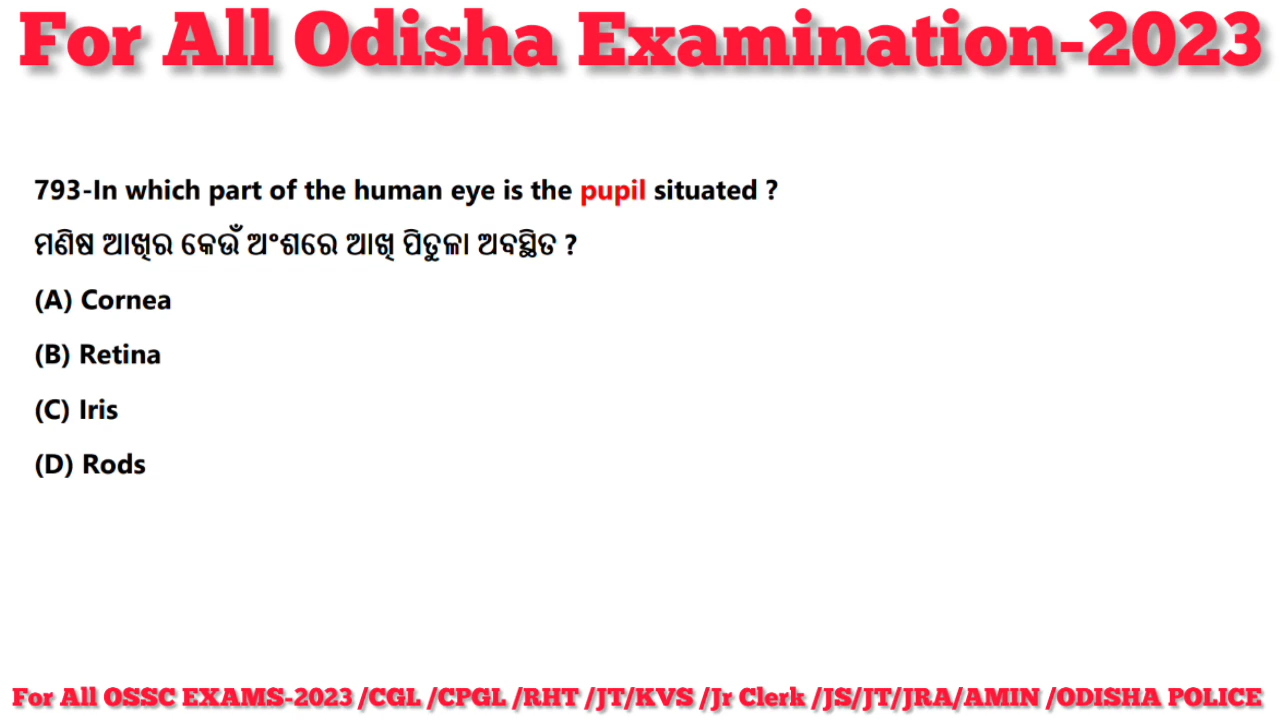 For All Odisha Examination-2023
793-In which part of the human eye is the pupil situated ?
ମଣିଷ ଆଖିର କେଉଁ ଅଂଶରେ ଆଖି ପିତୁଳା ଅବସ୍ଥିତ ?
(A) Cornea
(B) Retina
(C) Iris
(D) Rods
For All OSSC EXAMS-2023 /CGL /CPGL /RHT /JT/KVS /Jr Clerk /JS/JT/JRA/AMIN /ODISHA POLICE